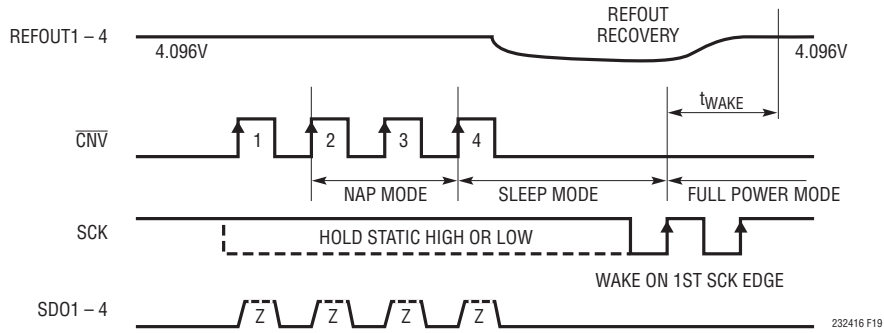 REFOUT1 – 4
4.096V
REFOUT
RECOVERY
4.096V
tWAKE
CNV
1
2
3
4
NAP MODE
SLEEP MODE
FULL POWER MODE
SCK
HOLD STATIC HIGH OR LOW
WAKE ON 1ST SCK EDGE
SDO1 – 4
Z
Z
Z
Z
232416 F19